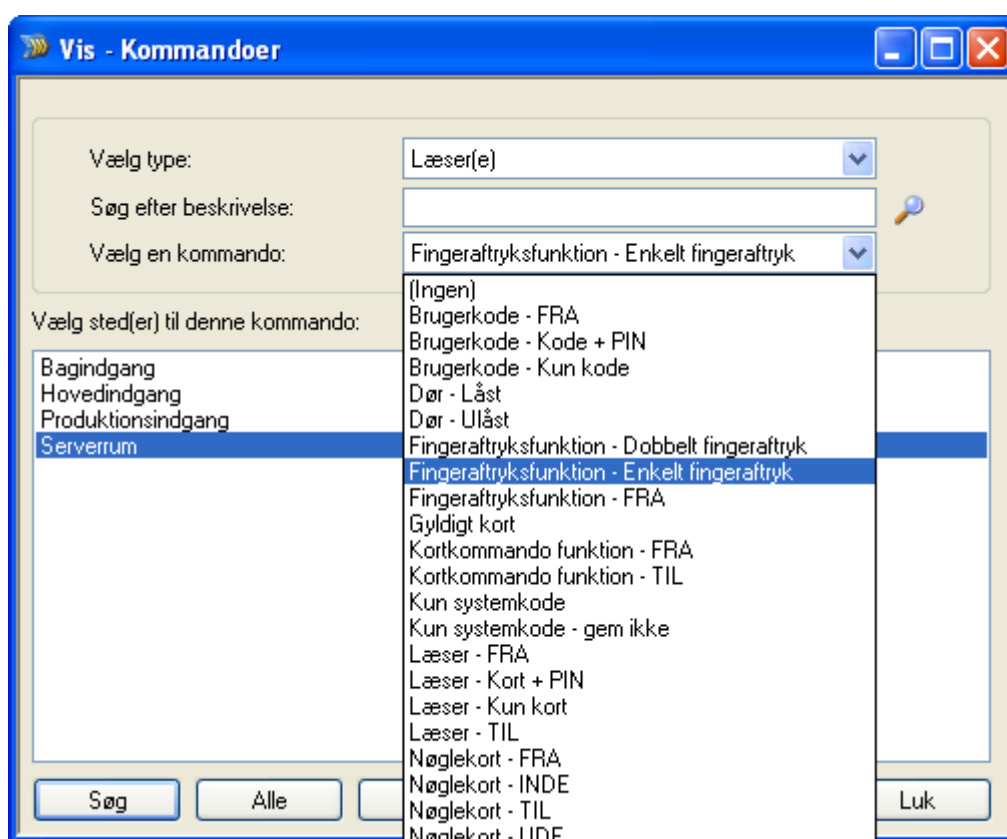 Vis - Kommandoer
Vælg type:
Læser(e)
Søg efter beskrivelse:
Vælg en kommando:
Fingeraftryksfunktion - Enkelt fingeraftryk
(Ingen)
Brugerkode - FRA
Brugerkode - Kode + PIN
Brugerkode - Kun kode
Dør - Låst
Dør - Ulåst
Fingeraftryksfunktion - Dobbelt fingeraftryk
Fingeraftryksfunktion - Enkelt fingeraftryk
Fingeraftryksfunktion - FRA
Gyldigt kort
Kortkommando funktion - FRA
Kortkommando funktion - TIL
Kun systemkode
Kun systemkode - gem ikke
Læser - FRA
Læser - Kort + PIN
Læser - Kun kort
Læser - TIL
Nøglekort - FRA
Nøglekort - INDE
Nøglekort - TIL
Nøglekort - UDE
Vælg sted(er) til denne kommando:
Bagindgang
Hovedindgang
Produktionsindgang
Serverrum
Søg
Alle
Luk